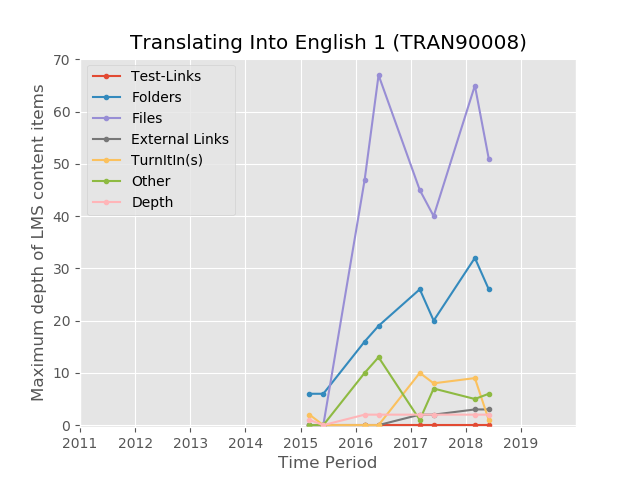 Translating Into English 1 (TRAN90008)
Test-Links
Folders
Files
External Links
TurnItIn(s)
Other
Depth
Maximum depth of LMS content items
70
60
50
40
30
20
10
0
2011 2012 2013 2014 2015 2016 2017 2018 2019
Time Period